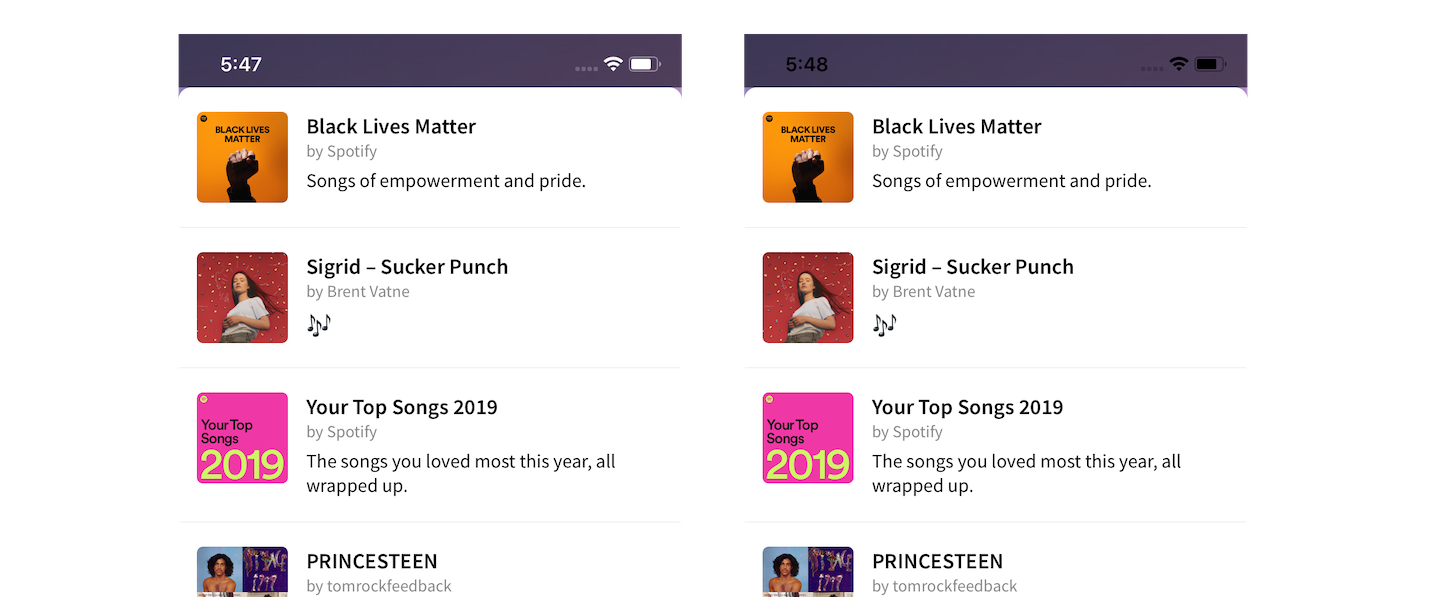 5:47
BLACK LIVES
MATTER
Black Lives Matter
by Spotify
Songs of empowerment and pride.
Sigrid – Sucker Punch
by Brent Vatne
Your Top
Songs
2019
Your Top Songs 2019
by Spotify
The songs you loved most this year, all
wrapped up.
PRINCESTEEN
by tomrockfeedback
5:48
BLACK LIVES
MATTER
Black Lives Matter
by Spotify
Songs of empowerment and pride.
Sigrid – Sucker Punch
by Brent Vatne
Your Top
Songs
2019
Your Top Songs 2019
by Spotify
The songs you loved most this year, all
wrapped up.
PRINCESTEEN
by tomrockfeedback